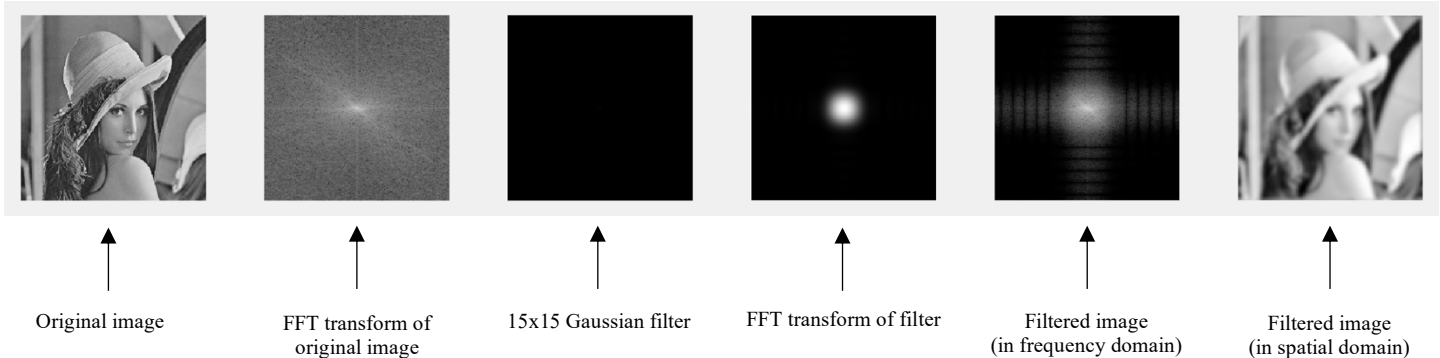 Original image
FFT transform of
original image
15x15 Gaussian filter
FFT transform of filter
Filtered image
(in frequency domain)
Filtered image
(in spatial domain)